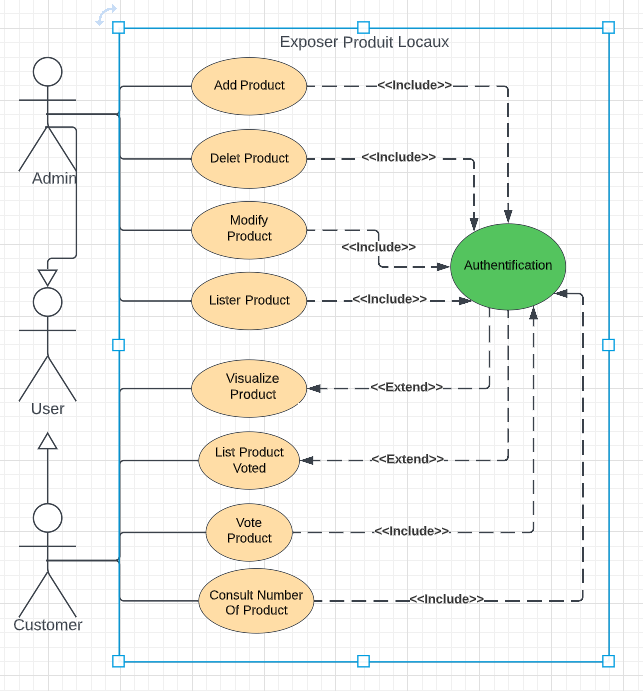 Exposer Produit Locaux
Add Product
<<Include>>
Delet Product
<<Include>>
Admin
Modify
Product
<<Include>>
Authentification
Lister Product
<<Include>>
User
Visualize
Product
<<Extend>>
List Product
Voted
<<Extend>>
Vote
Product
<<Include>>
Customer
Consult Number
Of Product
<<Include>>